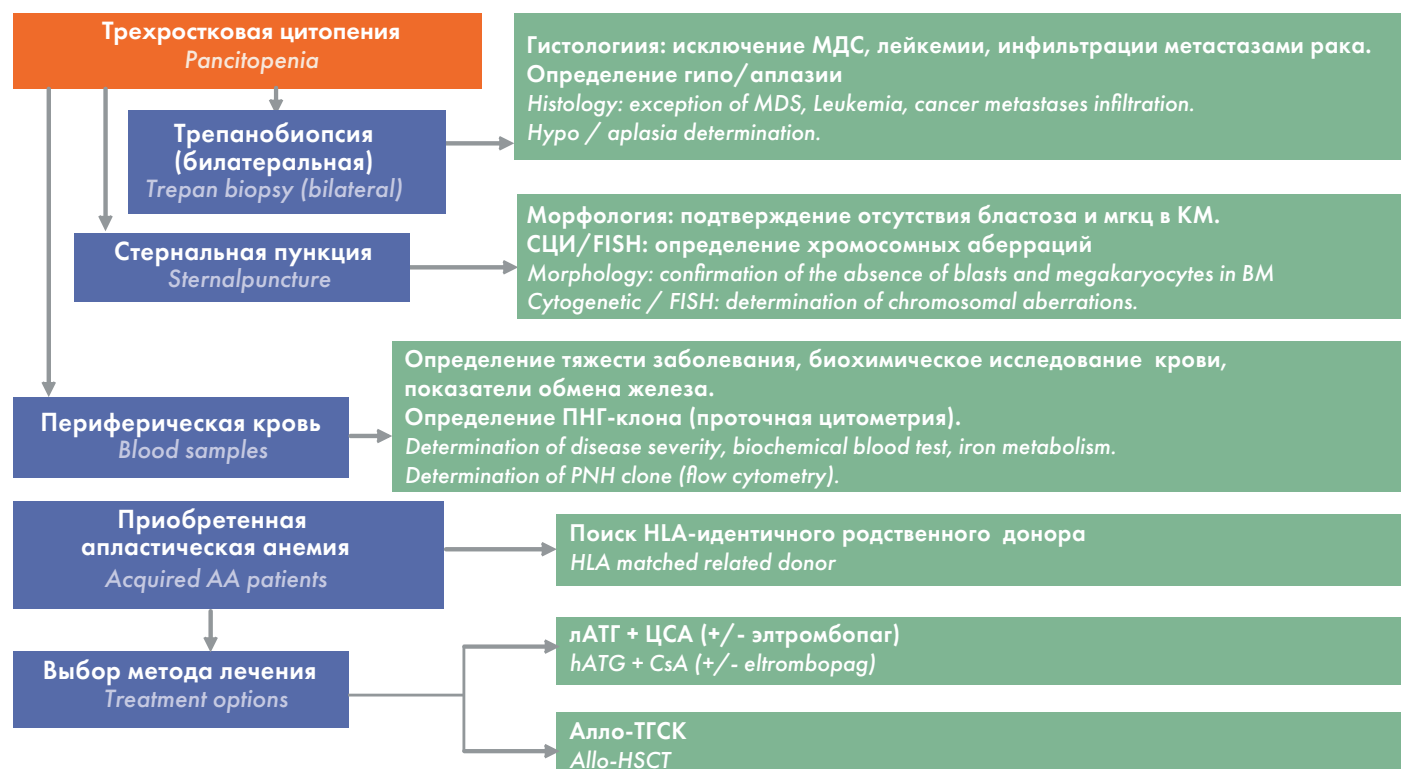 Трехростковая цитопения
Pancitopenia
Гистологиия: исключение МДС, лейкемии, инфильтрации метастазами рака.
Определение гипо/аплазии
Histology: exception of MDS, Leukemia, cancer metastases infiltration.
Hypo / aplasia determination.
Трепанобиопсия
(билатеральная)
Trepan biopsy (bilateral)
Морфология: подтверждение отсутствия бластоза и мгкц в КМ.
СЦИ/FISH: определение хромосомных аберраций
Morphology: confirmation of the absence of blasts and megakaryocytes in BM
Cytogenetic / FISH: determination of chromosomal aberrations.
Стернальная пункция
Sternalpuncture
Определение тяжести заболевания, биохимическое исследование крови,
показатели обмена железа.
Определение ПНГ-клона (проточная цитометрия).
Determination of disease severity, biochemical blood test, iron metabolism.
Determination of PNH clone (flow cytometry).
Периферическая кровь
Blood samples
Приобретенная
апластическая анемия
Acquired AA patients
Поиск HLA-идентичного родственного донора
HLA matched related donor
лАТГ + ЦСА (+/- элтромбопаг)
hATG + CsA (+/- eltrombopag)
Выбор метода лечения
Treatment options
Алло-ТГСК
Allo-HSCT